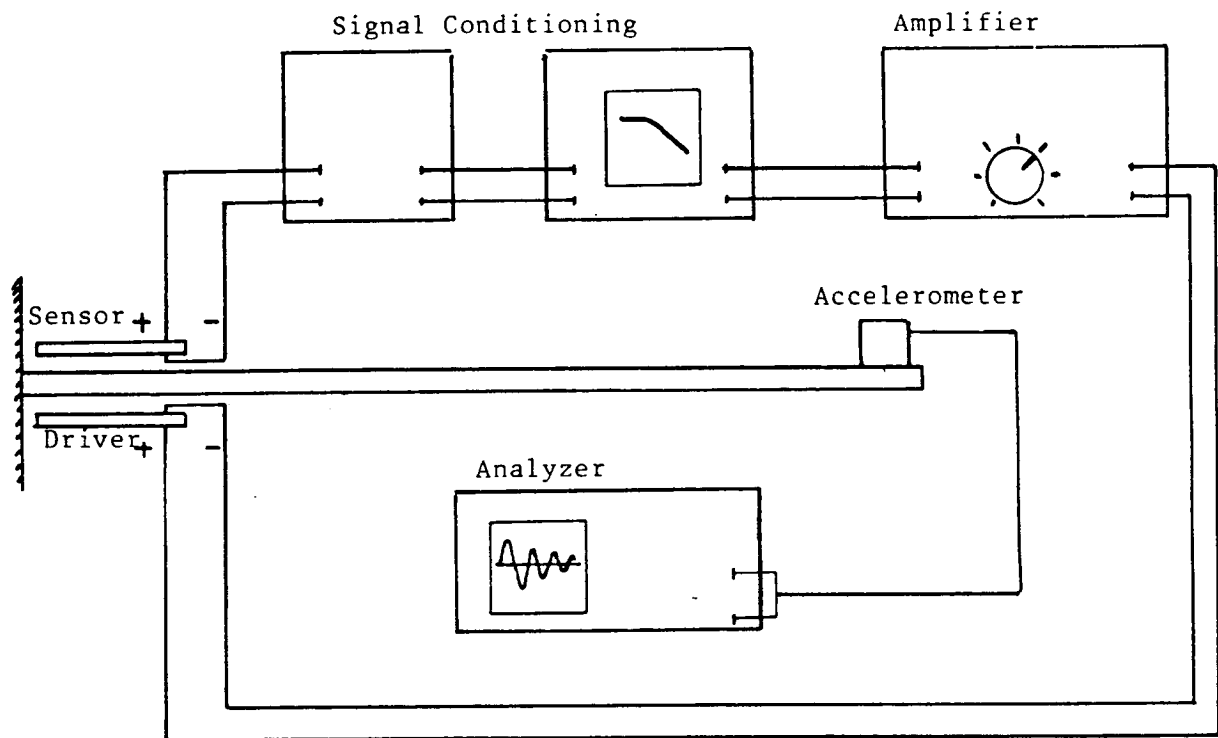 Signal Conditioning
Amplifier
Accelerometer
Sensor + -
Driver + -
Analyzer